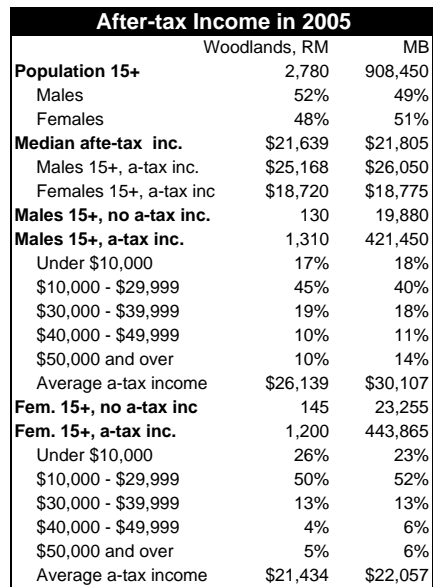 After-tax Income in 2005
Woodlands, RM MB
Population 15+ 2,780 908,450
Males 52% 49%
Females 48% 51%
Median afte-tax inc. $21,639 $21,805
Males 15+, a-tax inc. $25,168 $26,050
Females 15+, a-tax inc $18,720 $18,775
Males 15+, no a-tax inc. 130 19,880
Males 15+, a-tax inc. 1,310 421,450
Under $10,000 17% 18%
$10,000 - $29,999 45% 40%
$30,000 - $39,999 19% 18%
$40,000 - $49,999 10% 11%
$50,000 and over 10% 14%
Average a-tax income $26,139 $30,107
Fem. 15+, no a-tax inc 145 23,255
Fem. 15+, a-tax inc. 1,200 443,865
Under $10,000 26% 23%
$10,000 - $29,999 50% 52%
$30,000 - $39,999 13% 13%
$40,000 - $49,999 4% 6%
$50,000 and over 5% 6%
Average a-tax income $21,434 $22,057